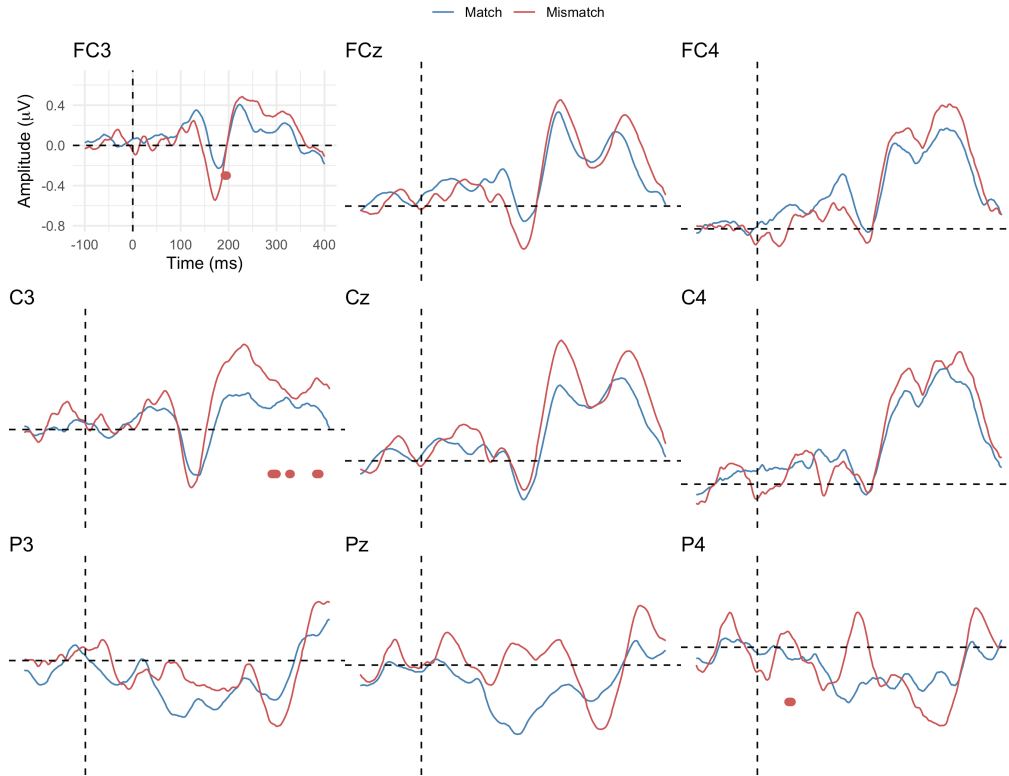 Match Mismatch
FC3
FCz
FC4
Amplitude (μV)
0.4
0.0
-0.4
-0.8
-100 0 100 200 300 400
Time (ms)
C3
Cz
C4
P3
Pz
P4